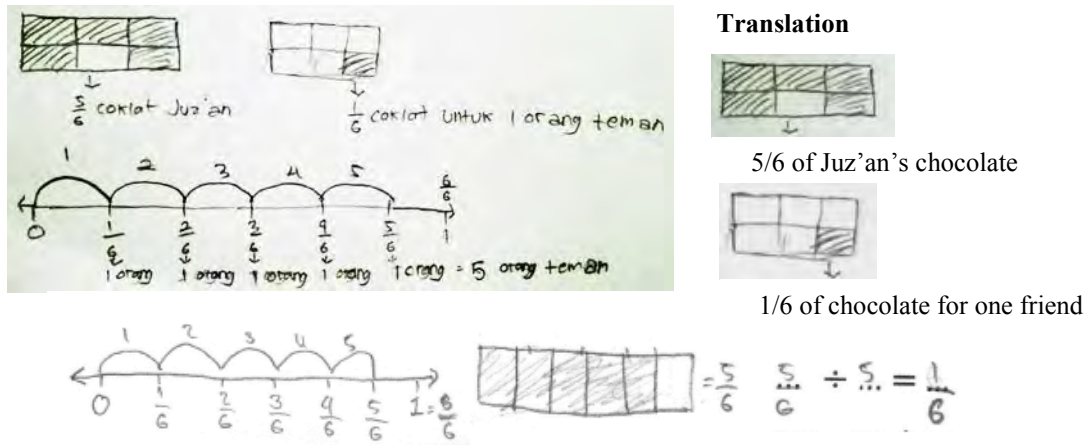 Translation
5/6 coklat Juz'an
1/6 coklat untuk 1 orang teman
5/6 of Juz'an's chocolate
1 2 3 4 5 6/6
0 1/6 2/6 3/6 4/6 5/6 1
1 orang 1 orang 1 orang 1 orang 1 orang = 5 orang teman
1/6 of chocolate for one friend
1 2 3 4 5
0 1/6 2/6 3/6 4/6 5/6 1 = 6/6
= 5/6 5/6 ÷ 5 = 1/6